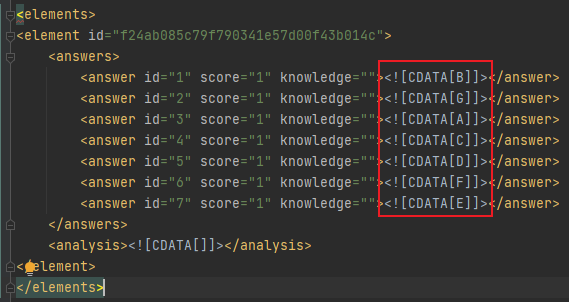 <elements>
<element id="f24ab085c79f790341e57d00f43b014c">
<answers>
<answer id="1" score="1" knowledge=""><![CDATA[B]]></answer>
<answer id="2" score="1" knowledge=""><![CDATA[G]]></answer>
<answer id="3" score="1" knowledge=""><![CDATA[A]]></answer>
<answer id="4" score="1" knowledge=""><![CDATA[C]]></answer>
<answer id="5" score="1" knowledge=""><![CDATA[D]]></answer>
<answer id="6" score="1" knowledge=""><![CDATA[F]]></answer>
<answer id="7" score="1" knowledge=""><![CDATA[E]]></answer>
</answers>
<analysis><![CDATA[]]></analysis>
<element>
</elements>